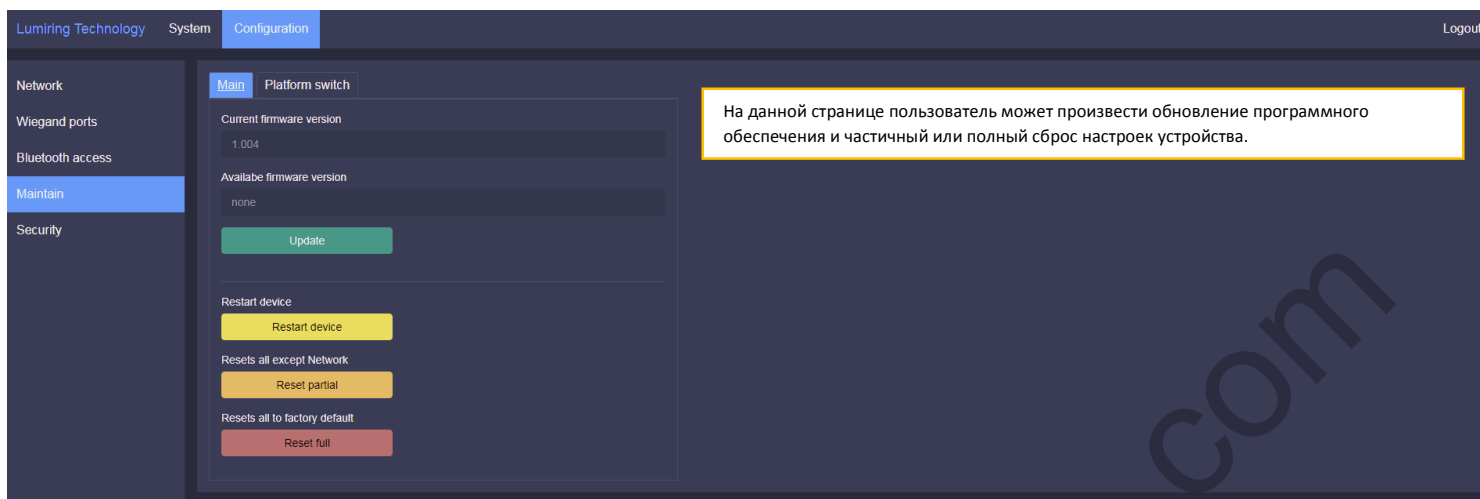 Lumiring Technology System Configuration Logout
Network
Wiegand ports
Bluetooth access
Maintain
Security
Main Platform switch
Current firmware version
1.004
Availabe firmware version
none
Update
Restart device
Restart device
Resets all except Network
Reset partial
Resets all to factory default
Reset full
На данной странице пользователь может произвести обновление программного
обеспечения и частичный или полный сброс настроек устройства.
com